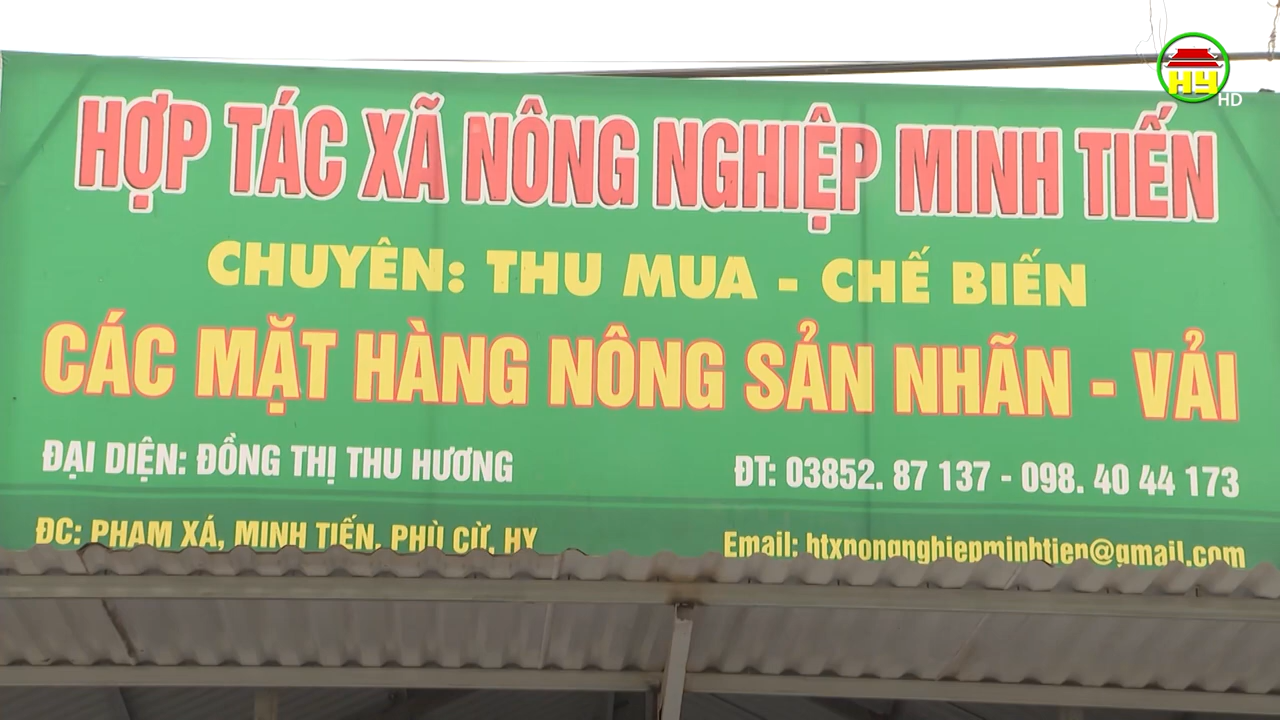 HY HD
HỢP TÁC XÃ NÔNG NGHIỆP MINH TIẾN
CHUYÊN: THU MUA - CHẾ BIẾN
CÁC MẶT HÀNG NÔNG SẢN NHÃN - VẢI
ĐẠI DIỆN: ĐỒNG THỊ THU HƯƠNG
ĐT: 03852. 87 137 - 098. 40 44 173
ĐC: PHẠM XÁ, MINH TIẾN, PHÙ CỪ, HY
Email: htxnongnghiepminhtien@gmail.com